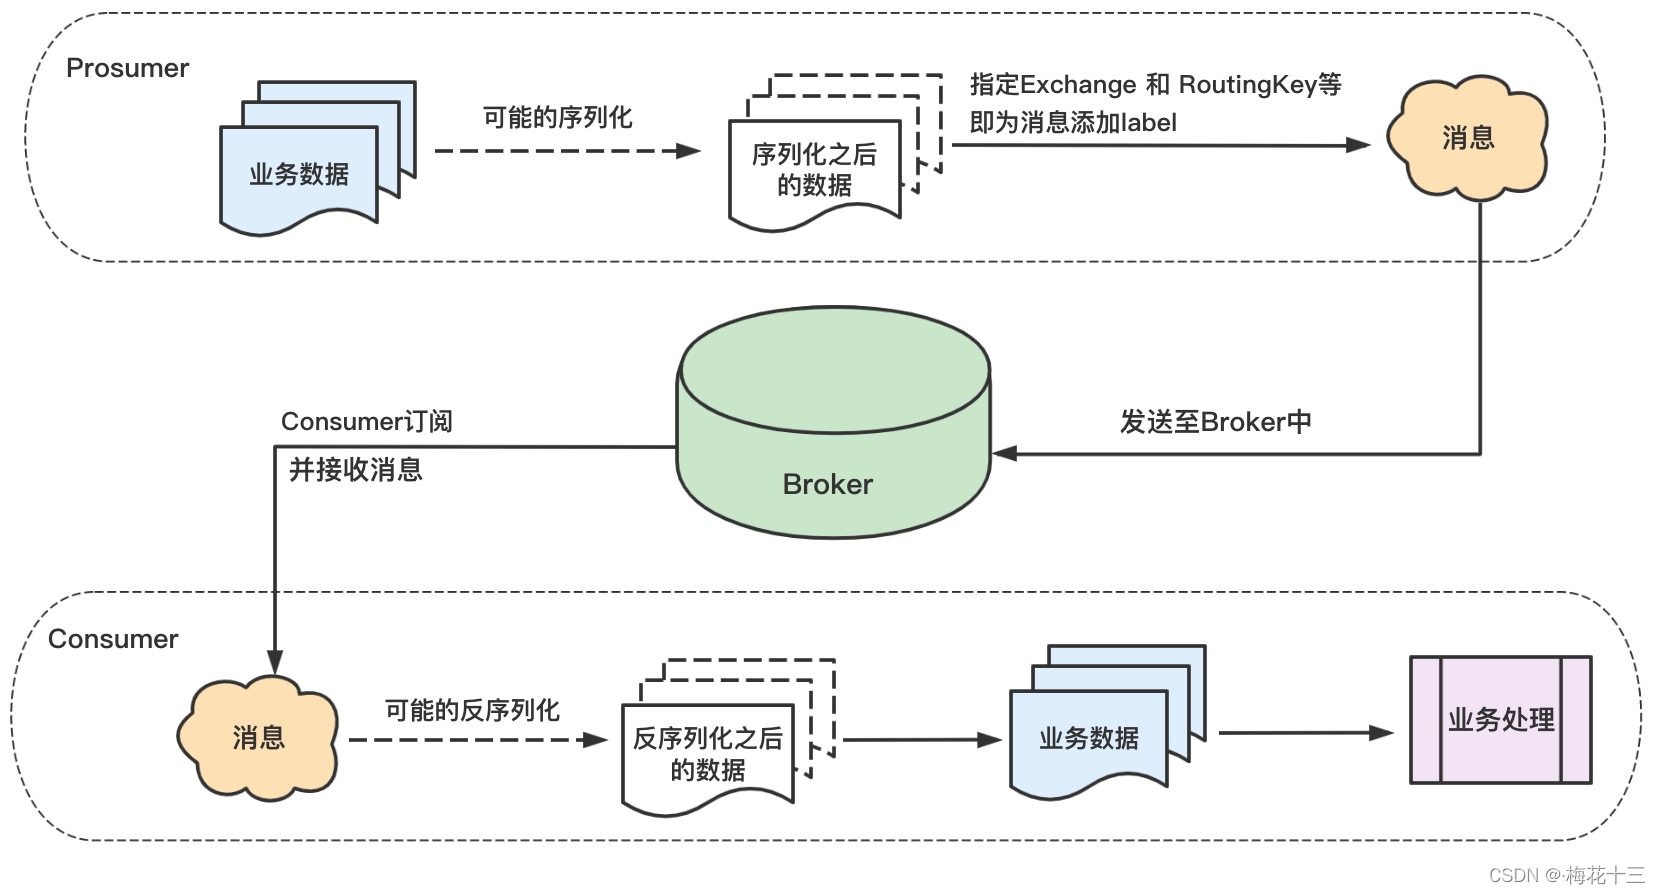 Prosumer
业务数据
可能的序列化
序列化之后
的数据
指定Exchange 和 RoutingKey等
即为消息添加label
消息
发送至Broker中
Broker
Consumer订阅
并接收消息
Consumer
消息
可能的反序列化
反序列化之后
的数据
业务数据
业务处理
CSDN @·梅花十三